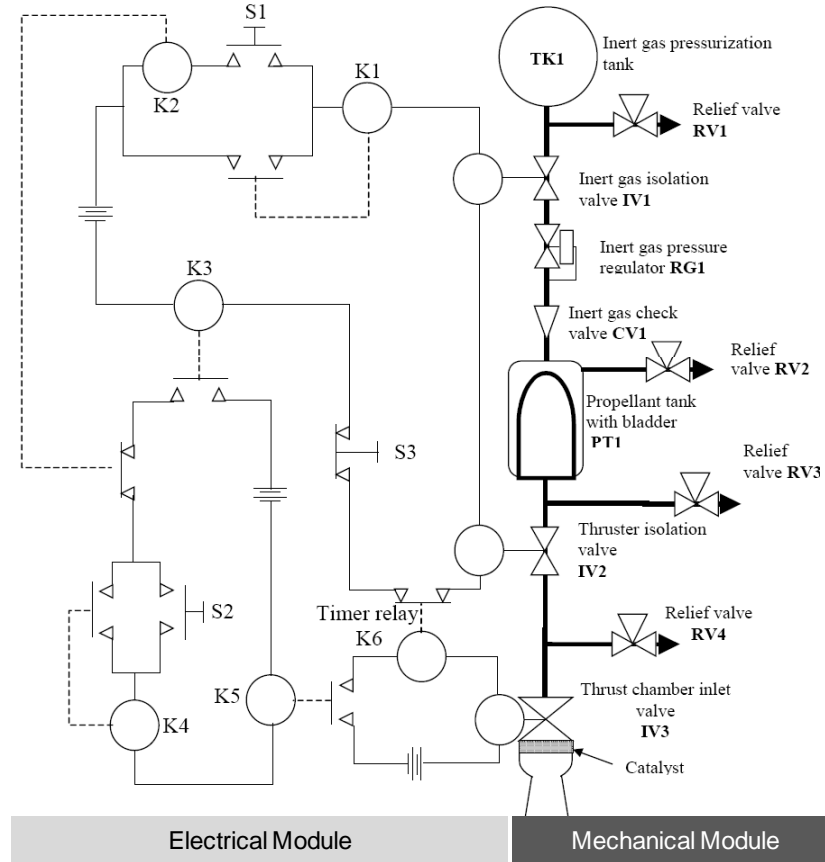 S1
K2
K1
K3
S3
S2
Timer relay
K6
K4
K5
TK1
Inert gas pressurization
tank
Relief valve
RV1
Inert gas isolation
valve IV1
Inert gas pressure
regulator RG1
Inert gas check
valve CV1
Relief
valve RV2
Propellant tank
with bladder
PT1
Relief
valve RV3
Thruster isolation
valve
IV2
Relief valve
RV4
Thrust chamber inlet
valve
IV3
Catalyst
Electrical Module
Mechanical Module